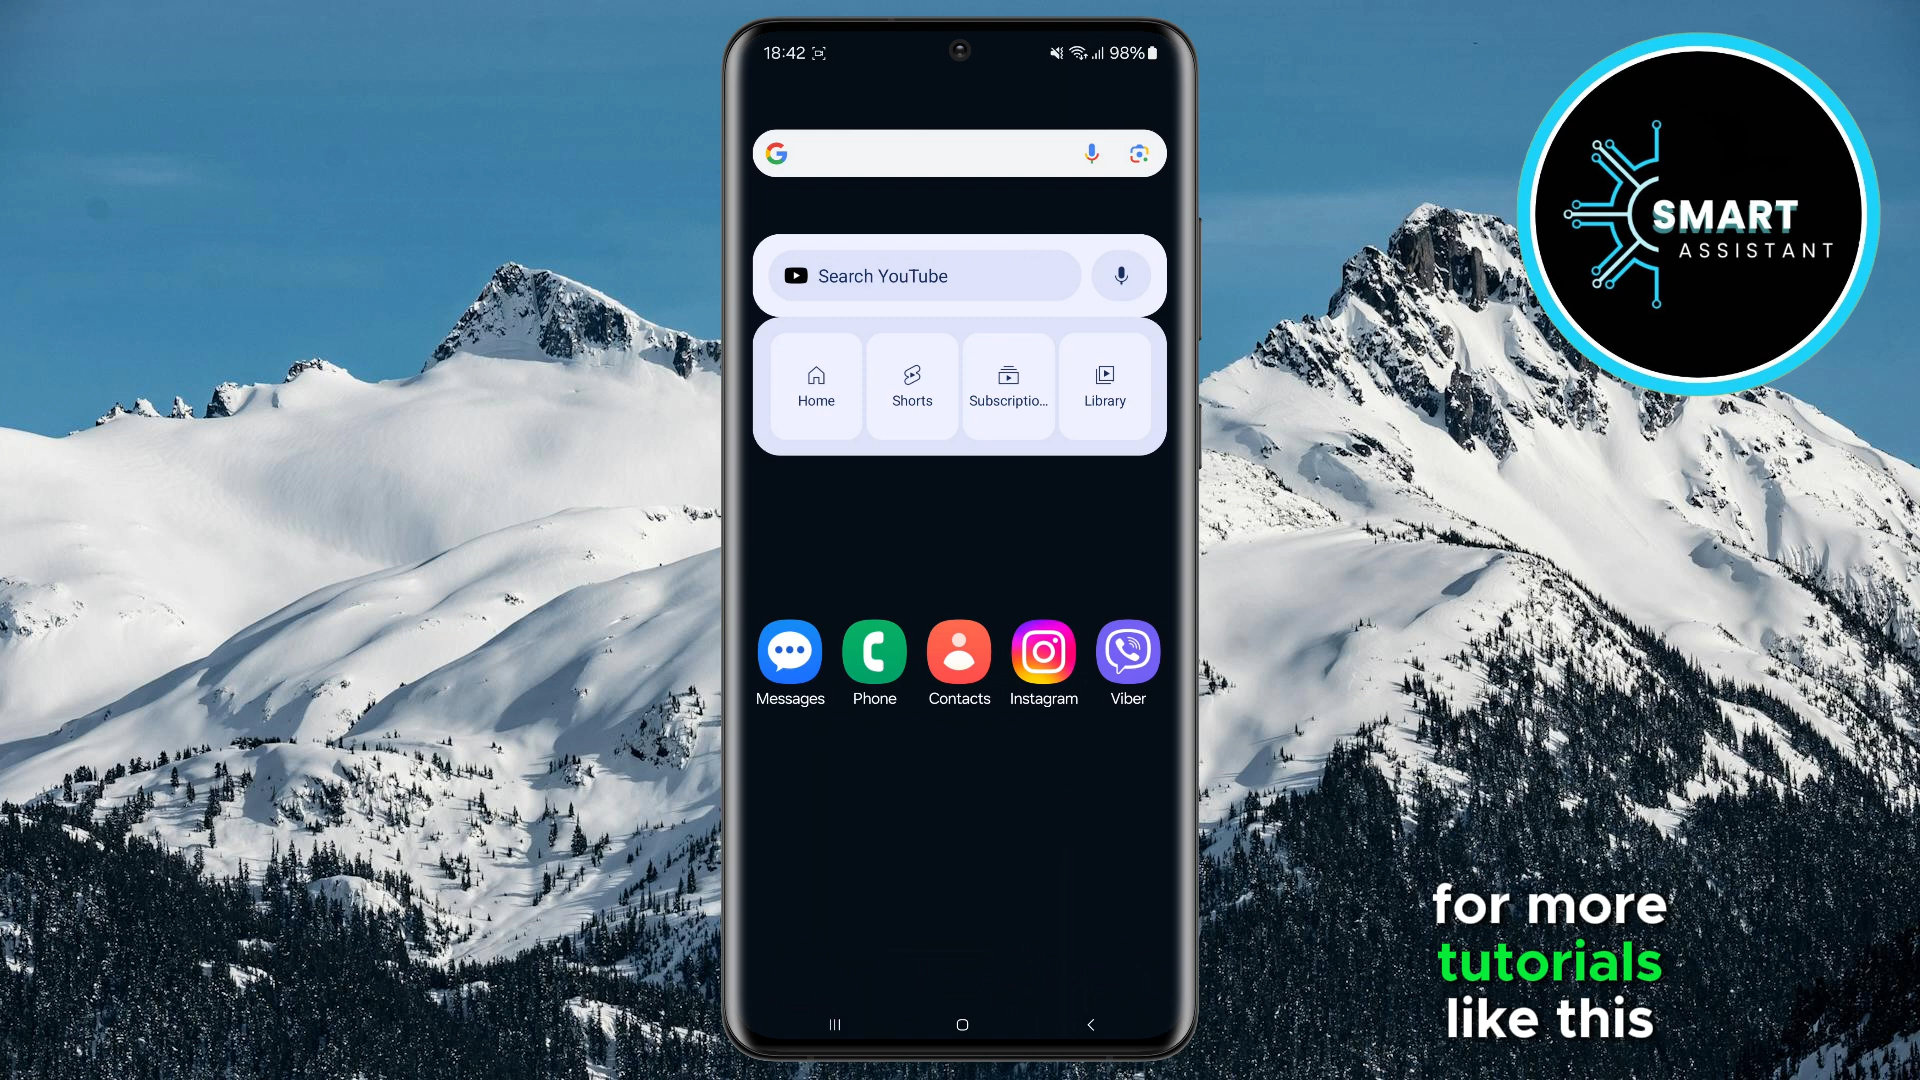 18:42
98%
Search YouTube
Home
Shorts
Subscriptio...
Library
Messages
Phone
Contacts
Instagram
Viber
SMART
ASSISTANT
for more
tutorials
like this